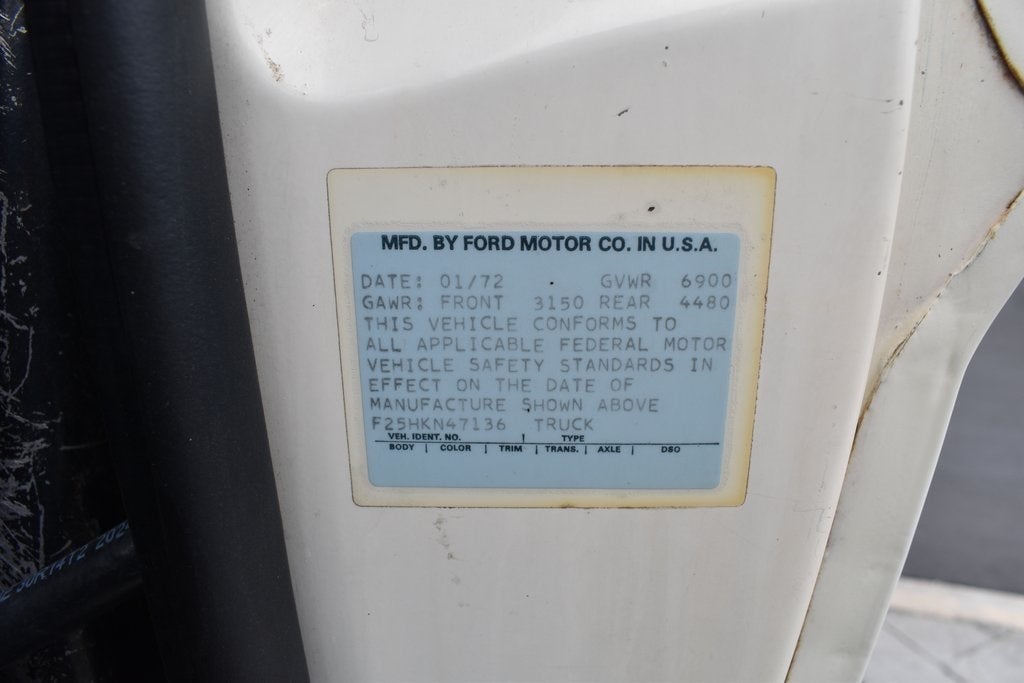 MFD. BY FORD MOTOR CO. IN U.S.A.
DATE: 01/72 GVWR 6900
GAWR: FRONT 3150 REAR 4480
THIS VEHICLE CONFORMS TO
ALL APPLICABLE FEDERAL MOTOR
VEHICLE SAFETY STANDARDS IN
EFFECT ON THE DATE OF
MANUFACTURE SHOWN ABOVE
F25HKN47136 TRUCK
VEH. IDENT. NO. | TYPE
BODY | COLOR | TRIM | TRANS. | AXLE | DSO